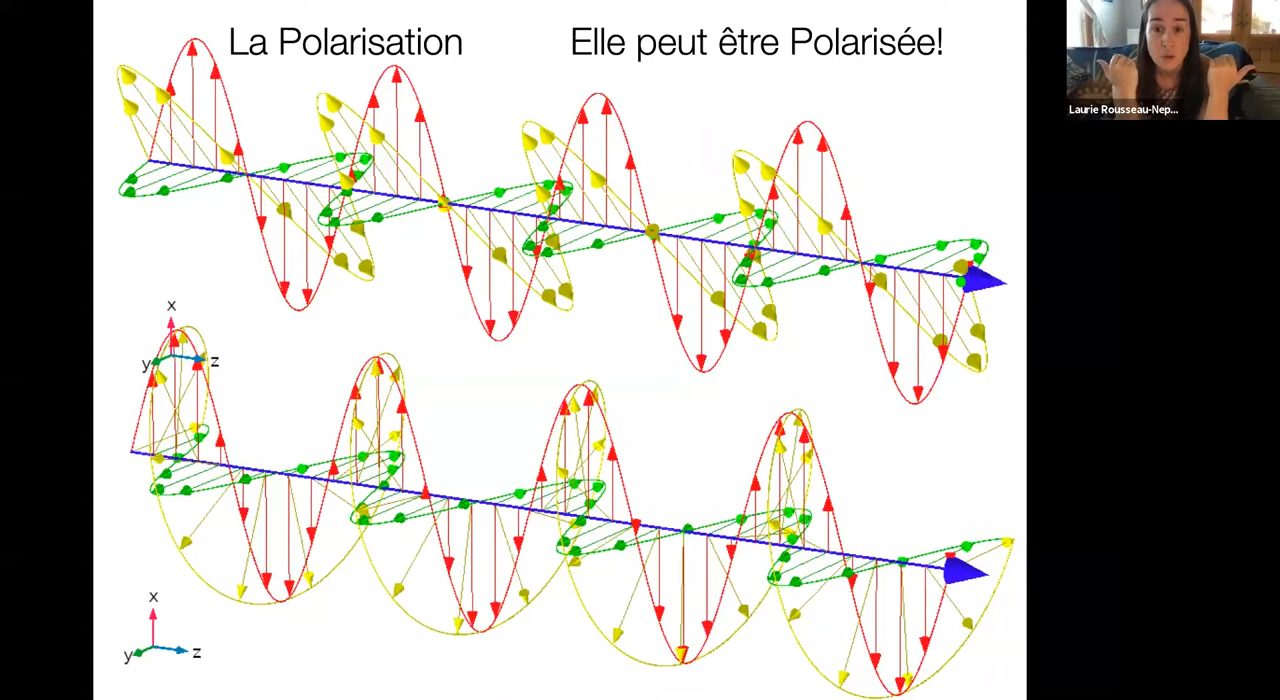 La Polarisation
Elle peut être Polarisée!
Laurie Rousseau-Nep...
x
y
z
x
y
z